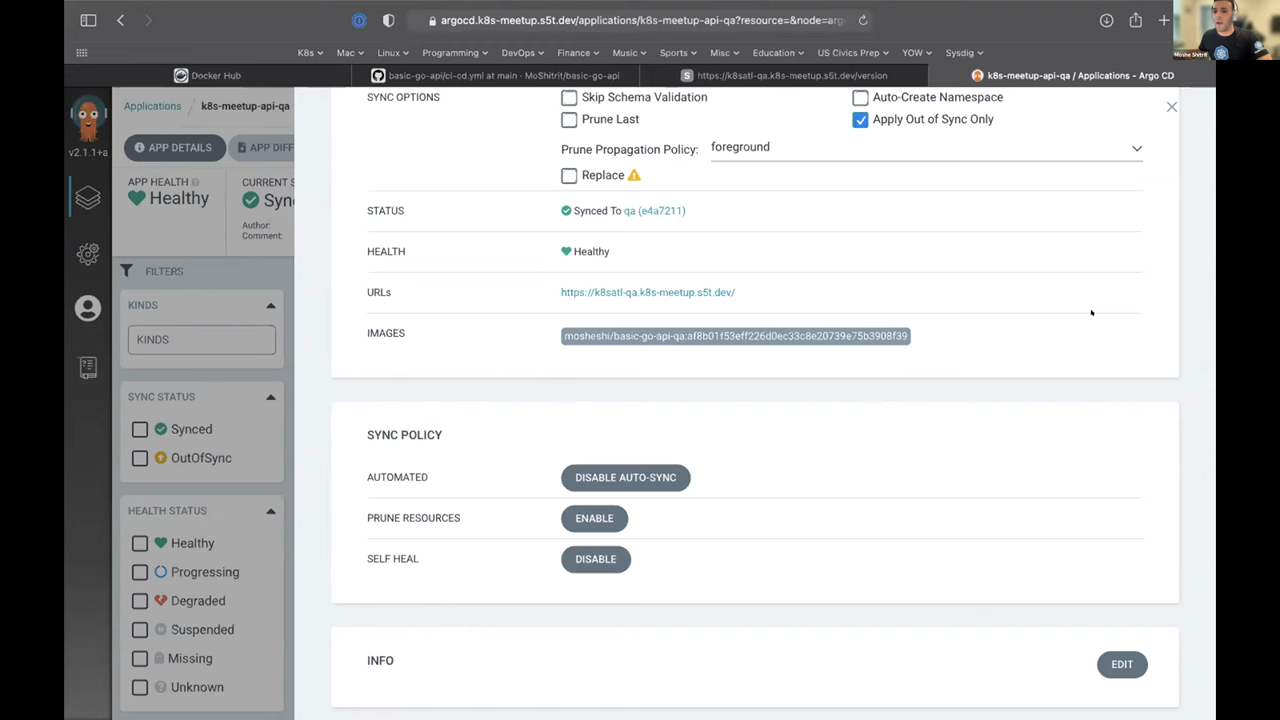 argocd.k8s-meetup.s5t.dev/applications/k8s-meetup-api-qa?resource=&node=arg
K8s Mac Linux Programming DevOps Finance Music Sports Misc Education US Civics Prep YOW Sysdig
Moshe Shitrit
Docker Hub
basic-go-api/ci-cd.yml at main · MoShitrit/basic-go-api
S https://k8satl-qa.k8s-meetup.s5t.dev/version
k8s-meetup-api-qa / Applications - Argo CD
v2.1.1+a
Applications / k8s-meetup-api-qa
APP DETAILS
APP DIFF
APP HEALTH
Healthy
CURRENT S
Sync
Author:
Comment:
FILTERS
KINDS
KINDS
SYNC STATUS
Synced
OutOfSync
HEALTH STATUS
Healthy
Progressing
Degraded
Suspended
Missing
Unknown
SYNC OPTIONS
Skip Schema Validation
Auto-Create Namespace
Prune Last
Apply Out of Sync Only
Prune Propagation Policy: foreground
Replace
STATUS
Synced To qa (e4a7211)
HEALTH
Healthy
URLs
https://k8satl-qa.k8s-meetup.s5t.dev/
IMAGES
mosheshi/basic-go-api-qa:af8b01f53eff226d0ec33c8e20739e75b3908f39
SYNC POLICY
AUTOMATED
DISABLE AUTO-SYNC
PRUNE RESOURCES
ENABLE
SELF HEAL
DISABLE
INFO
EDIT